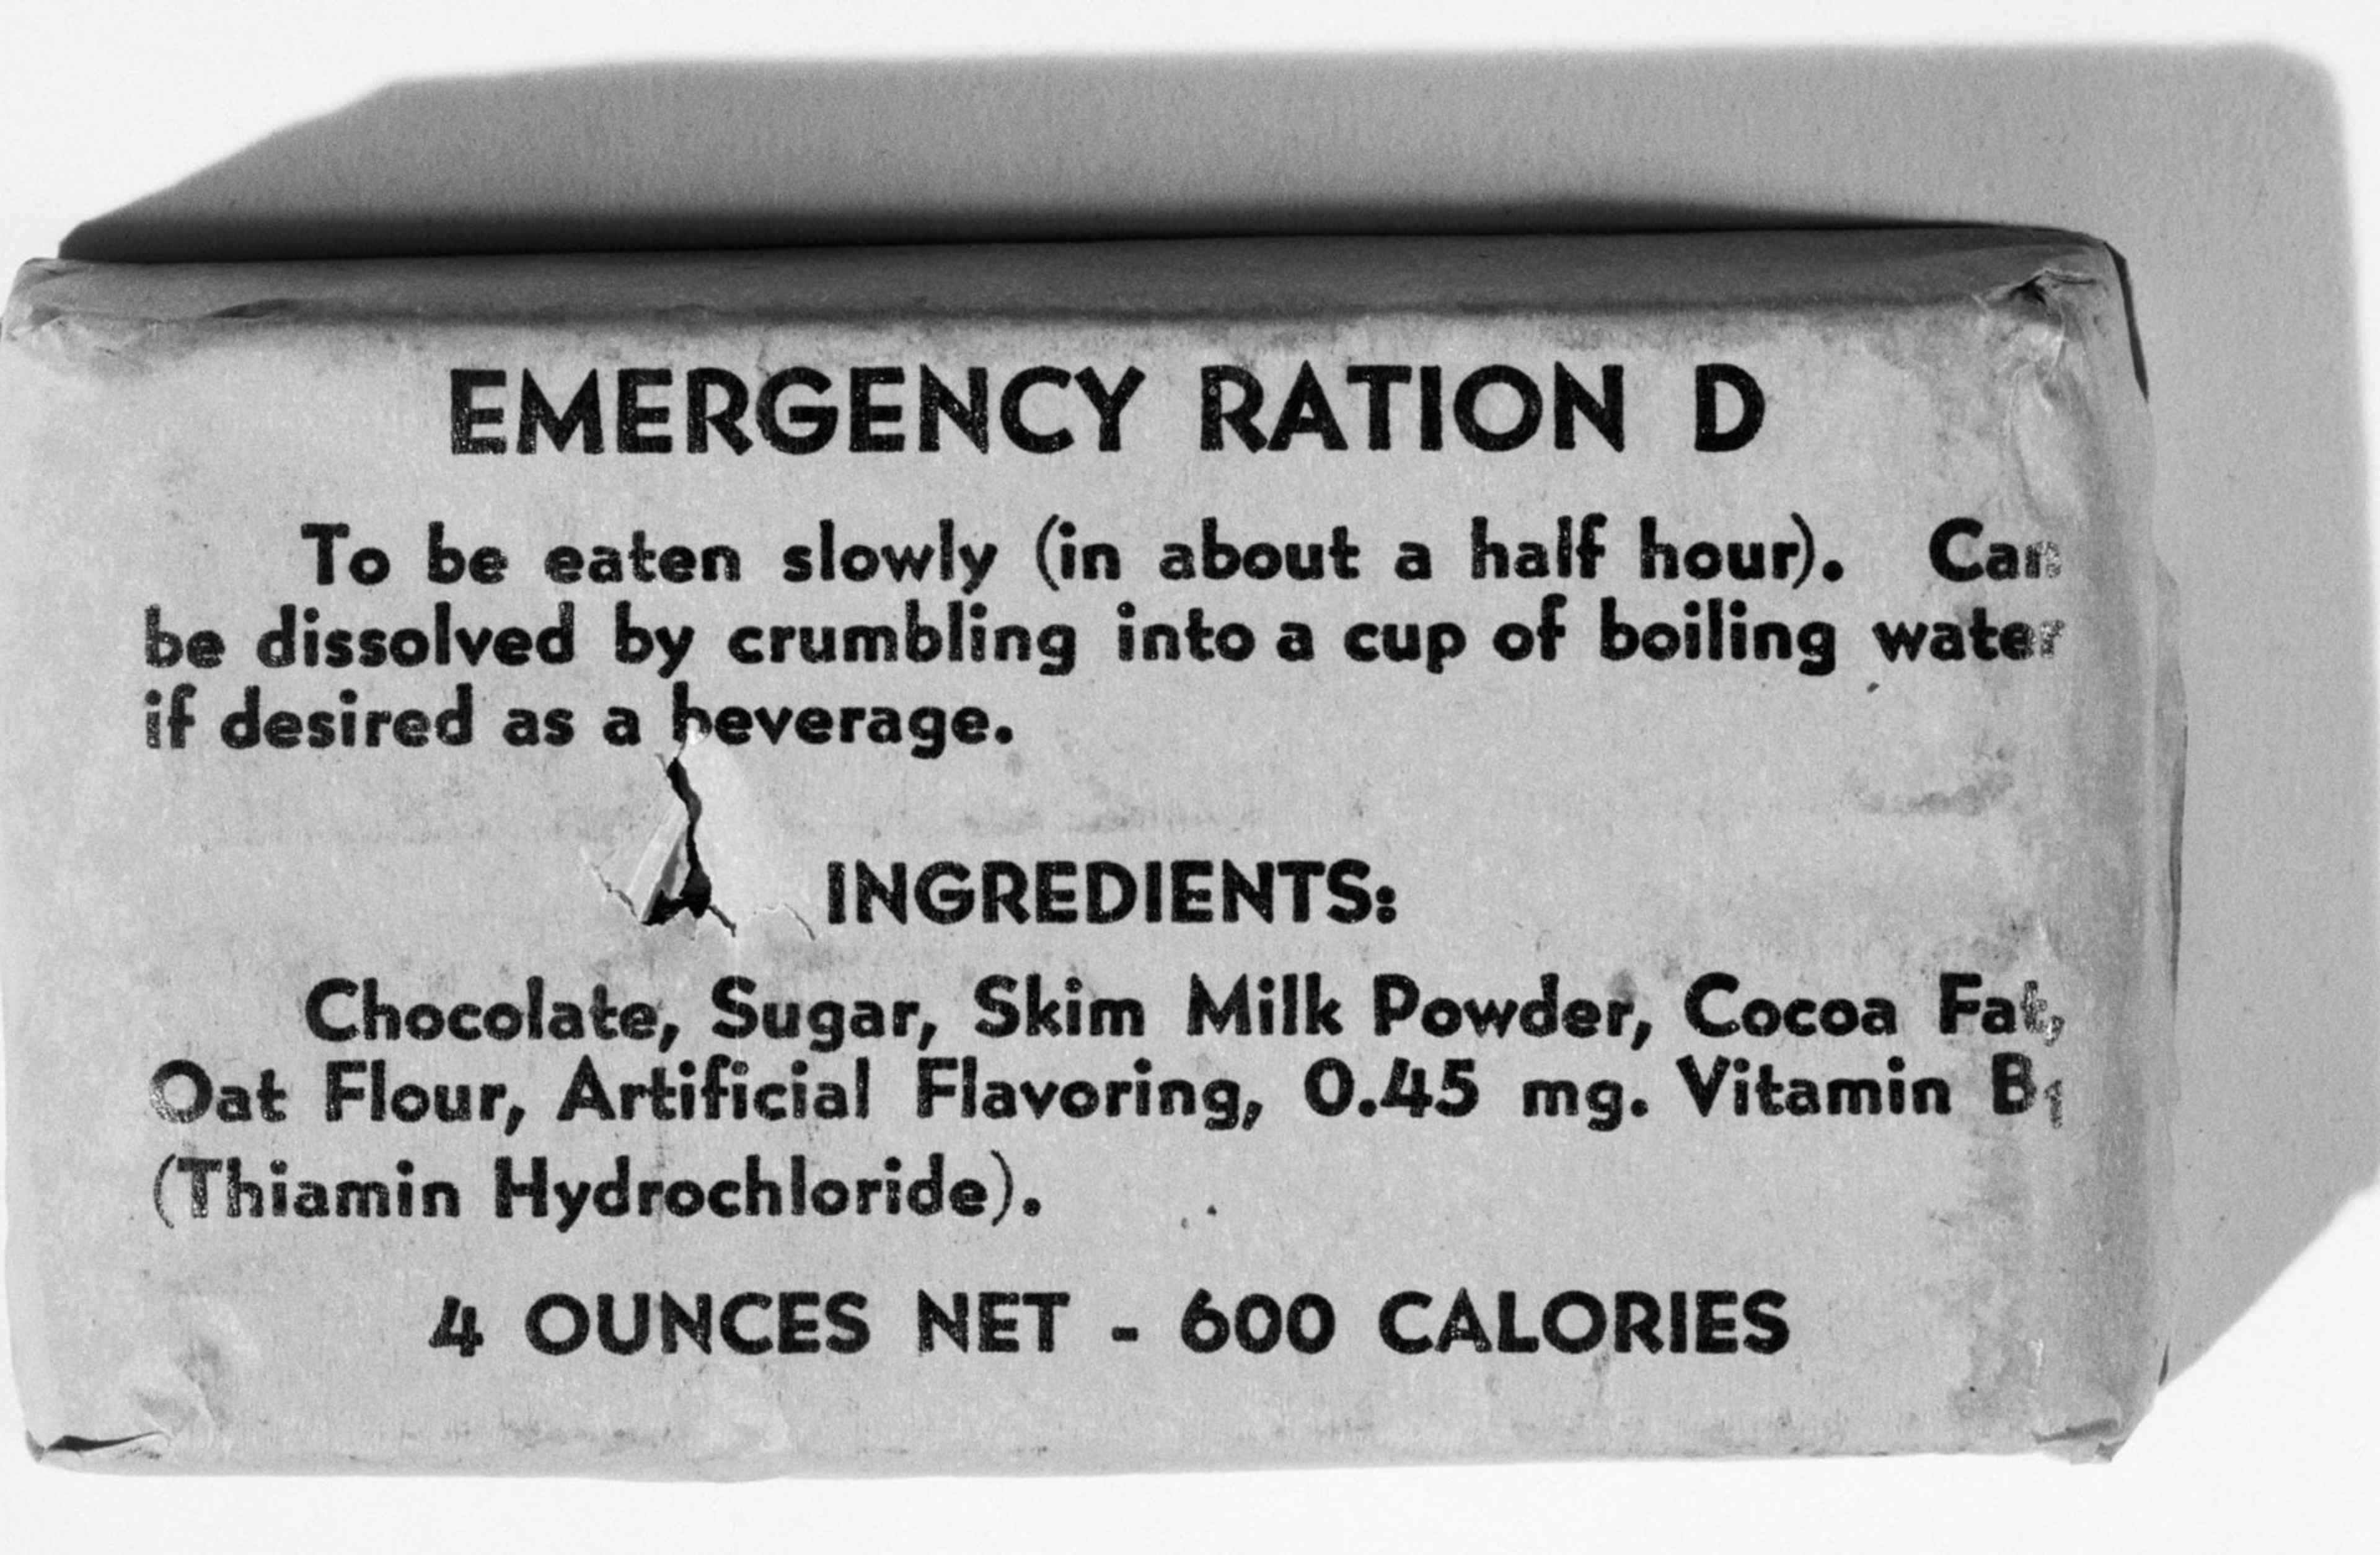 EMERGENCY RATION D
To be eaten slowly (in about a half hour). Can
be dissolved by crumbling into a cup of boiling water
if desired as a beverage.
INGREDIENTS:
Chocolate, Sugar, Skim Milk Powder, Cocoa Fat,
Oat Flour, Artificial Flavoring, 0.45 mg. Vitamin B1
(Thiamin Hydrochloride).
4 OUNCES NET - 600 CALORIES